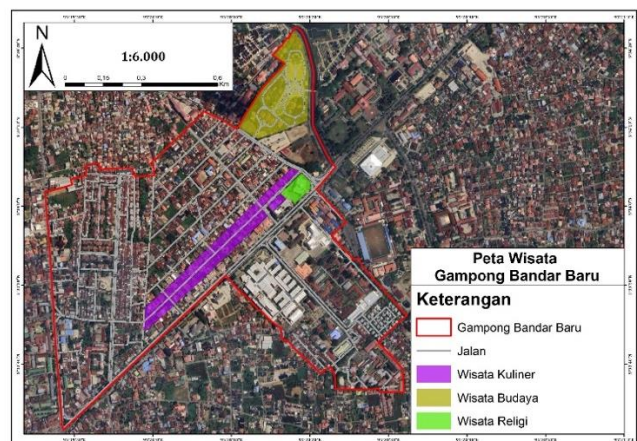 N
1:6.000
0 0,15 0,3 0,6
Km
Peta Wisata
Gampong Bandar Baru
Keterangan
Gampong Bandar Baru
Jalan
Wisata Kuliner
Wisata Budaya
Wisata Religi